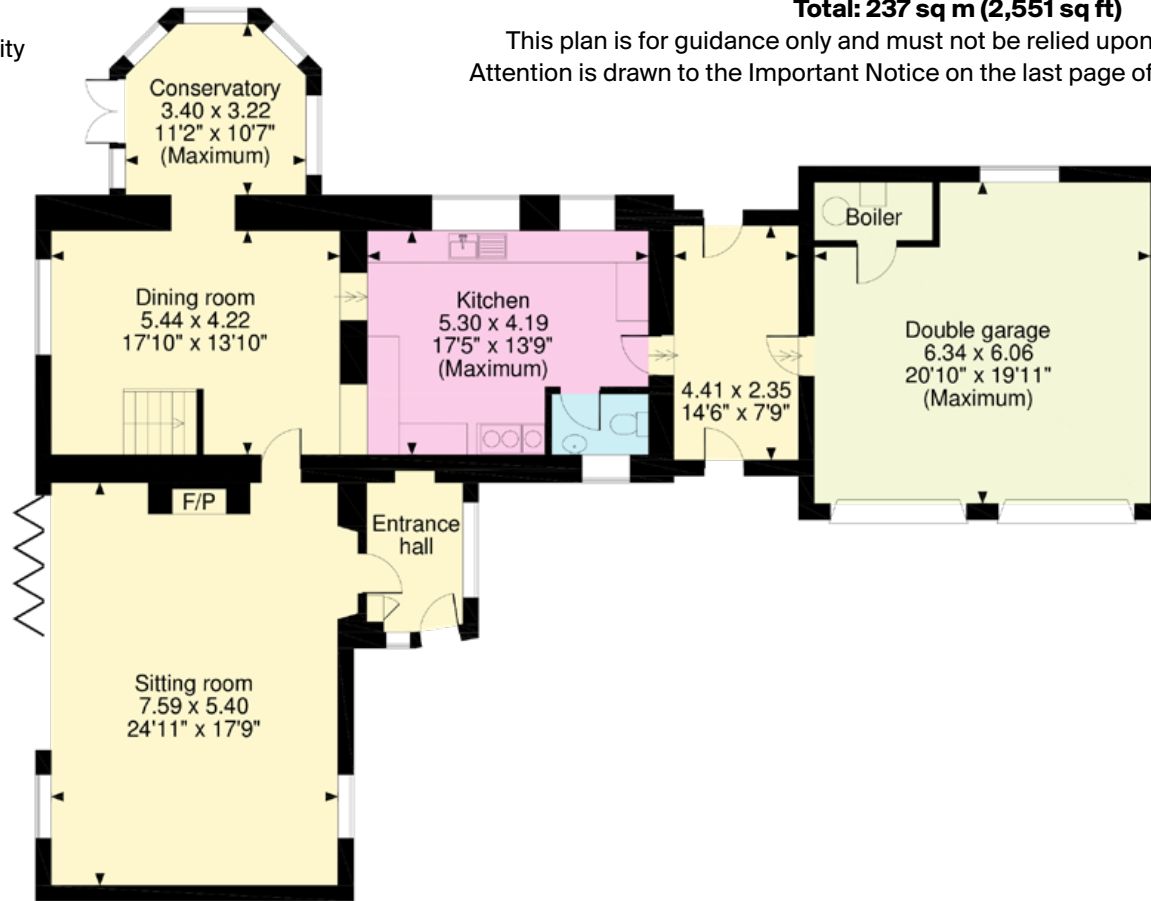 Total: 237 sq m (2,551 sq ft)
ity
This plan is for guidance only and must not be relied upon
Attention is drawn to the Important Notice on the last page of
Conservatory
3.40 x 3.22
11'2" x 10'7"
(Maximum)
Boiler
Dining room
5.44 x 4.22
17'10" x 13'10"
Kitchen
5.30 x 4.19
17'5" x 13'9"
(Maximum)
4.41 x 2.35
14'6" x 7'9"
Double garage
6.34 x 6.06
20'10" x 19'11"
(Maximum)
F/P
Entrance
hall
Sitting room
7.59 x 5.40
24'11" x 17'9"